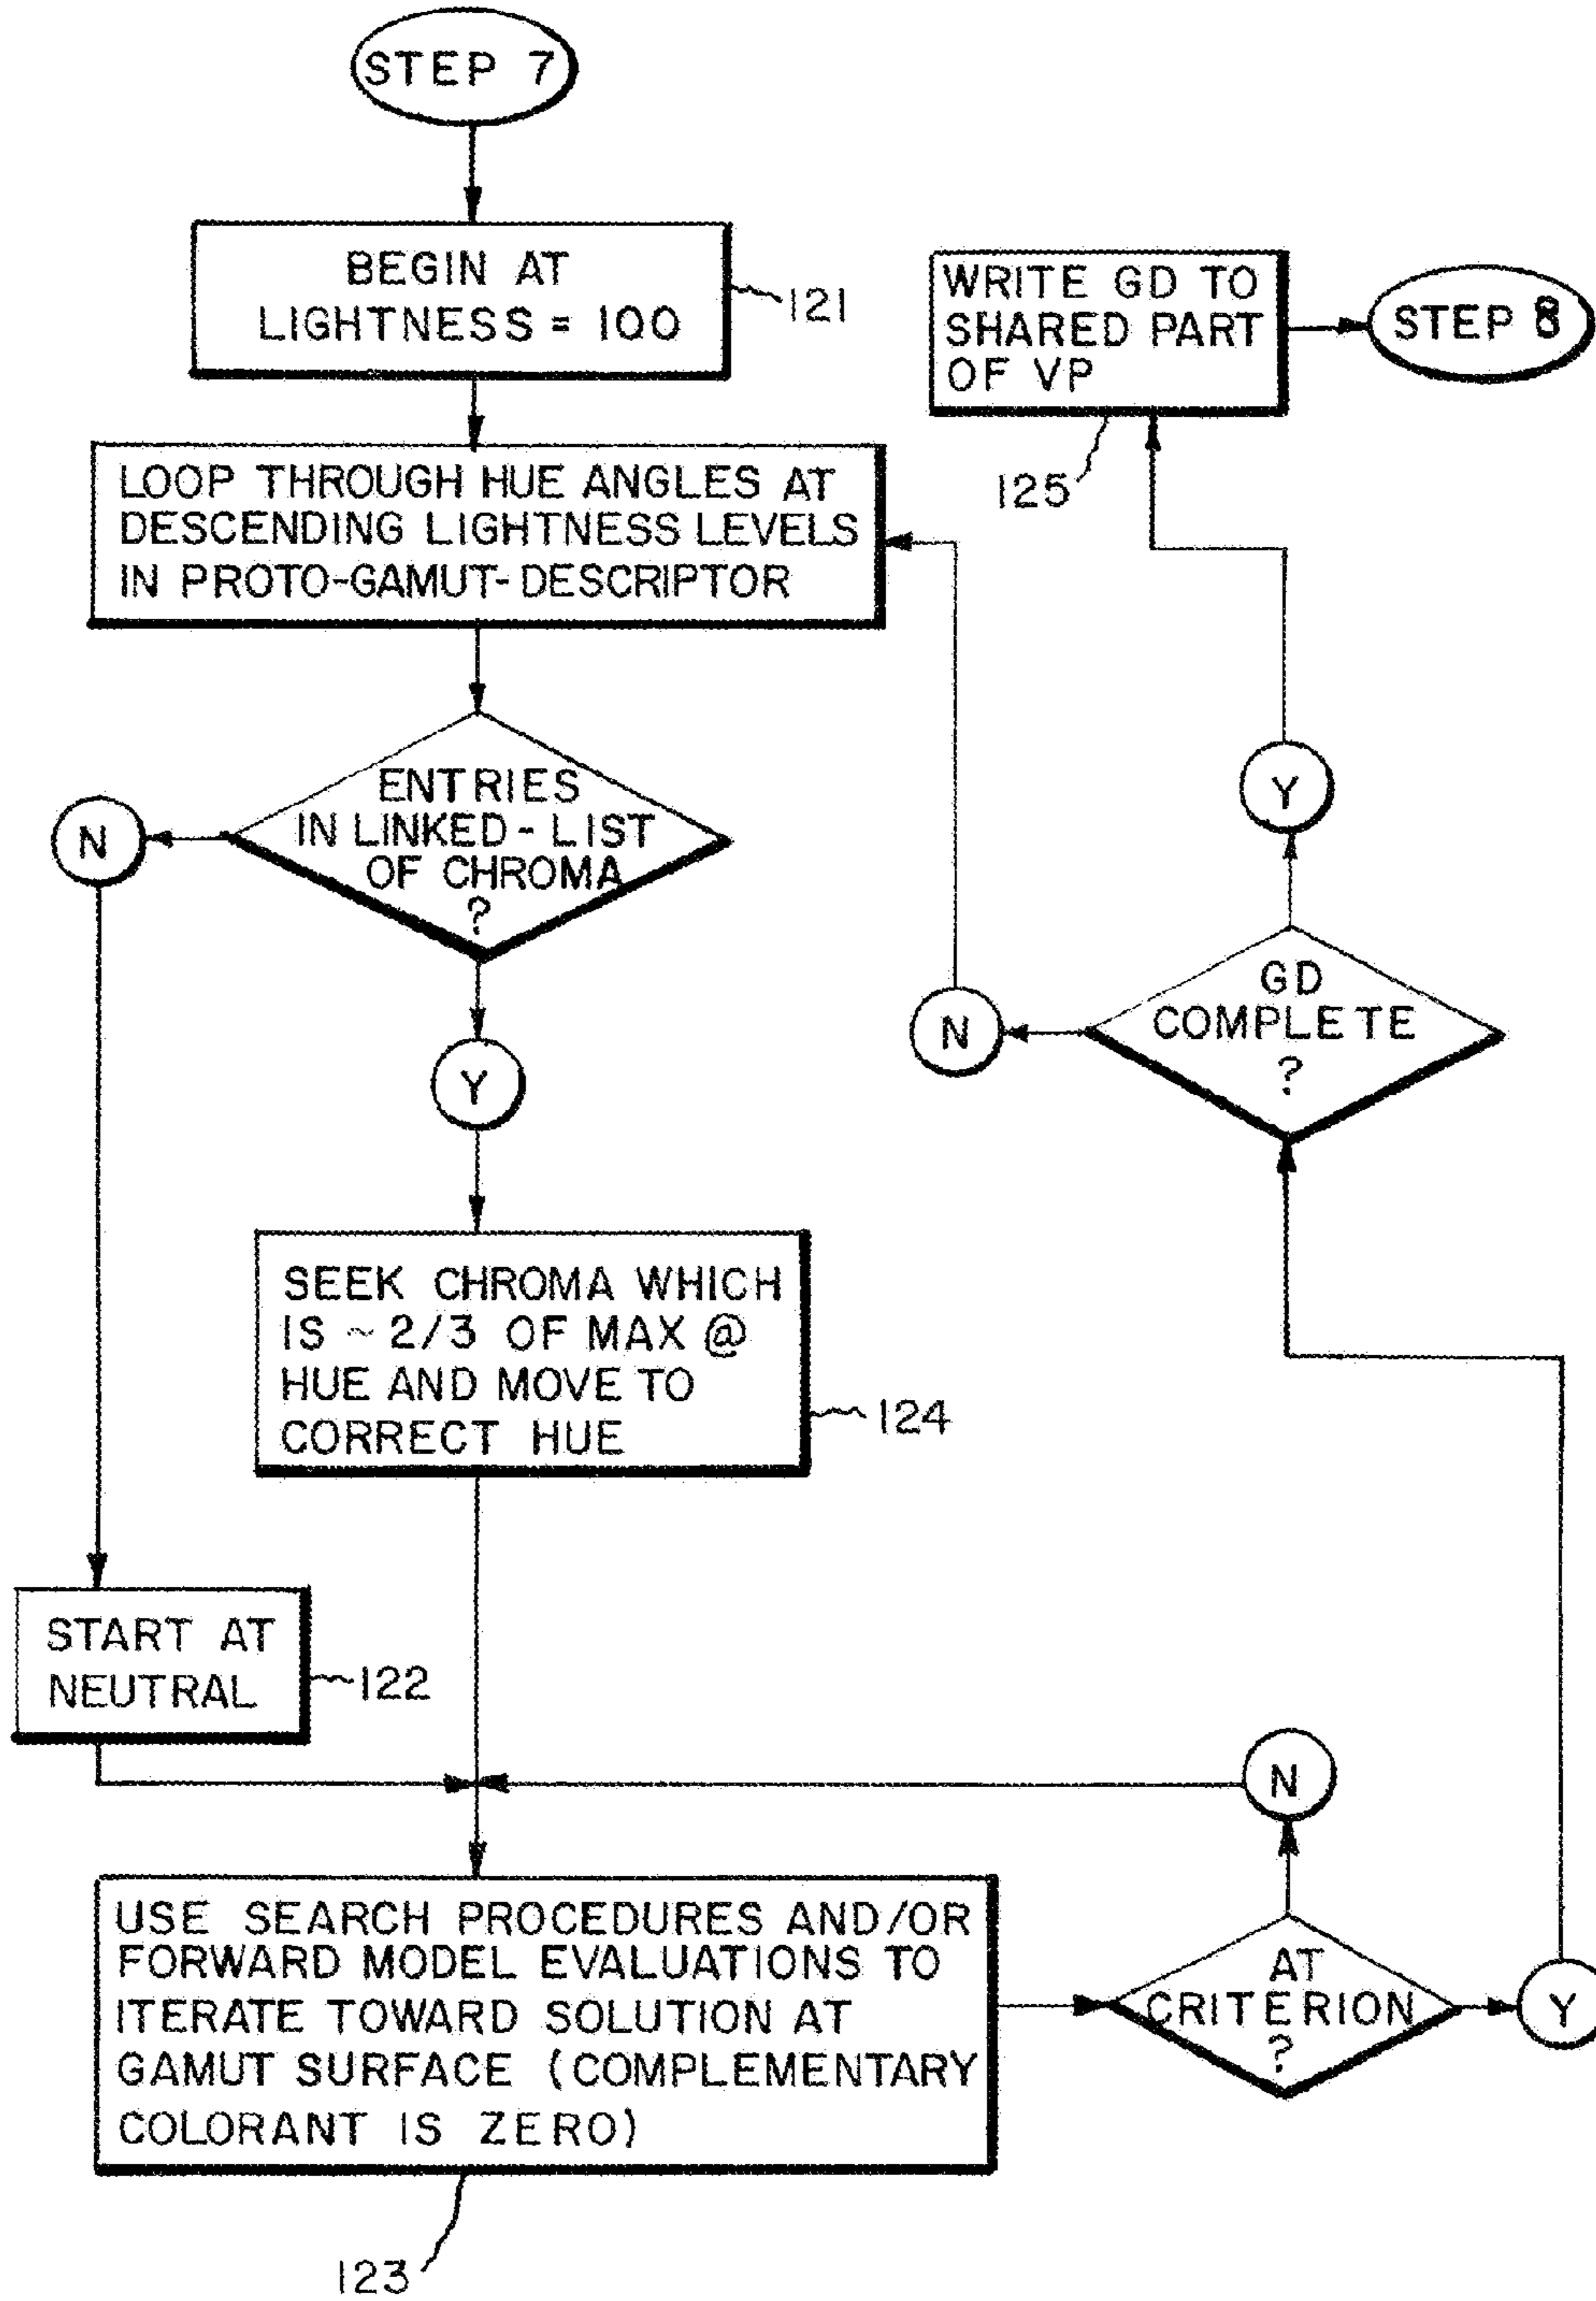 STEP 7
BEGIN AT
LIGHTNESS = 100
121
LOOP THROUGH HUE ANGLES AT
DESCENDING LIGHTNESS LEVELS
IN PROTO-GAMUT-DESCRIPTOR
ENTRIES
IN LINKED-LIST
OF CHROMA
?
N
Y
SEEK CHROMA WHICH
IS ~ 2/3 OF MAX @
HUE AND MOVE TO
CORRECT HUE
124
START AT
NEUTRAL
122
USE SEARCH PROCEDURES AND/OR
FORWARD MODEL EVALUATIONS TO
ITERATE TOWARD SOLUTION AT
GAMUT SURFACE (COMPLEMENTARY
COLORANT IS ZERO)
123
AT
CRITERION
?
N
Y
GD
COMPLETE
?
N
Y
WRITE GD TO
SHARED PART
OF VP
125
STEP 8